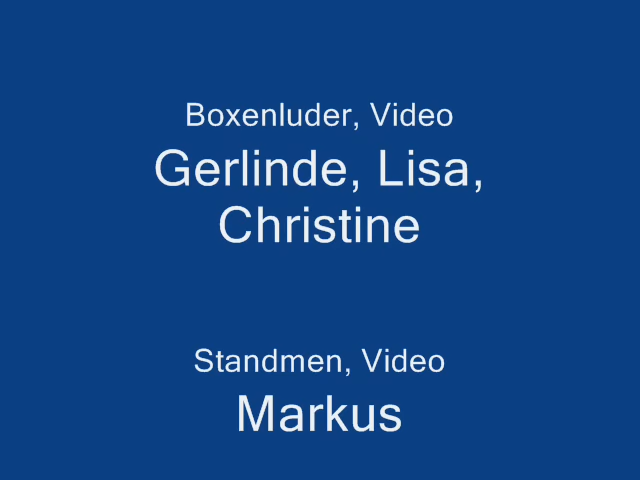 Boxenluder, Video
Gerlinde, Lisa,
Christine
Standmen, Video
Markus